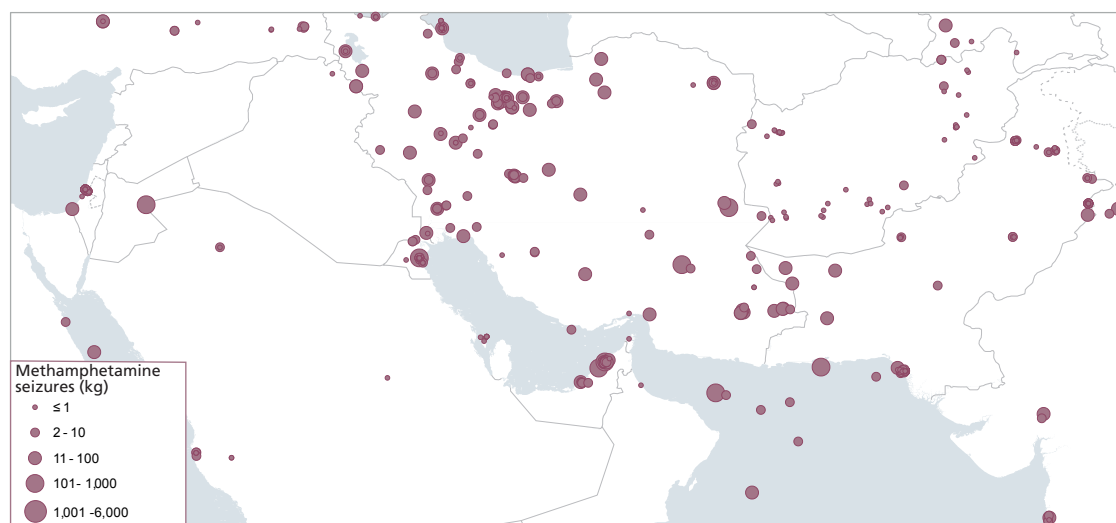 Methamphetamine
seizures (kg)
≤ 1
2 - 10
11 - 100
101- 1,000
1,001 -6,000